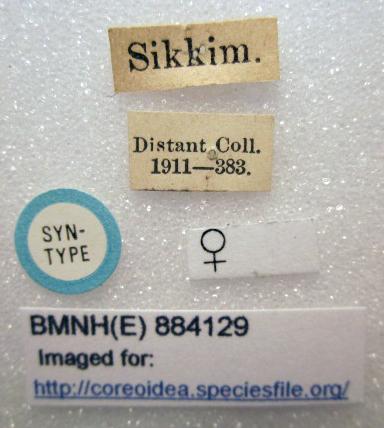 Sikkim.
Distant Coll.
1911—383.
SYN-
TYPE
♀
BMNH(E) 884129
Imaged for:
http://coreoidea.speciesfile.org/